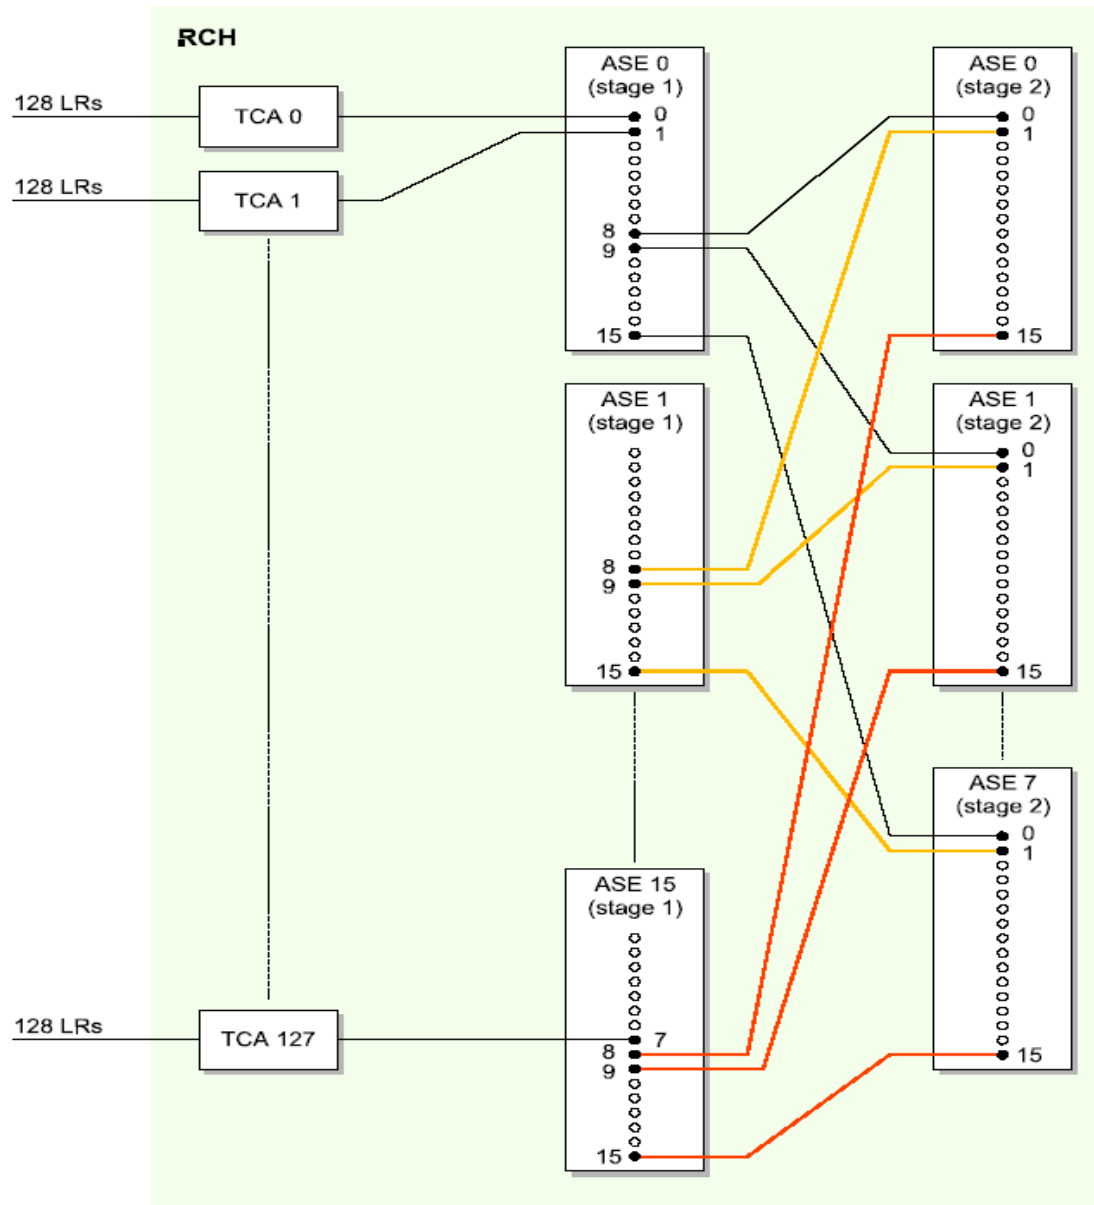 RCH
128 LRs
TCA 0
128 LRs
TCA 1
128 LRs
TCA 127
ASE 0
(stage 1)
0
1
8
9
15
ASE 1
(stage 1)
8
9
15
ASE 15
(stage 1)
7
8
9
15
ASE 0
(stage 2)
0
1
15
ASE 1
(stage 2)
0
1
15
ASE 7
(stage 2)
0
1
15